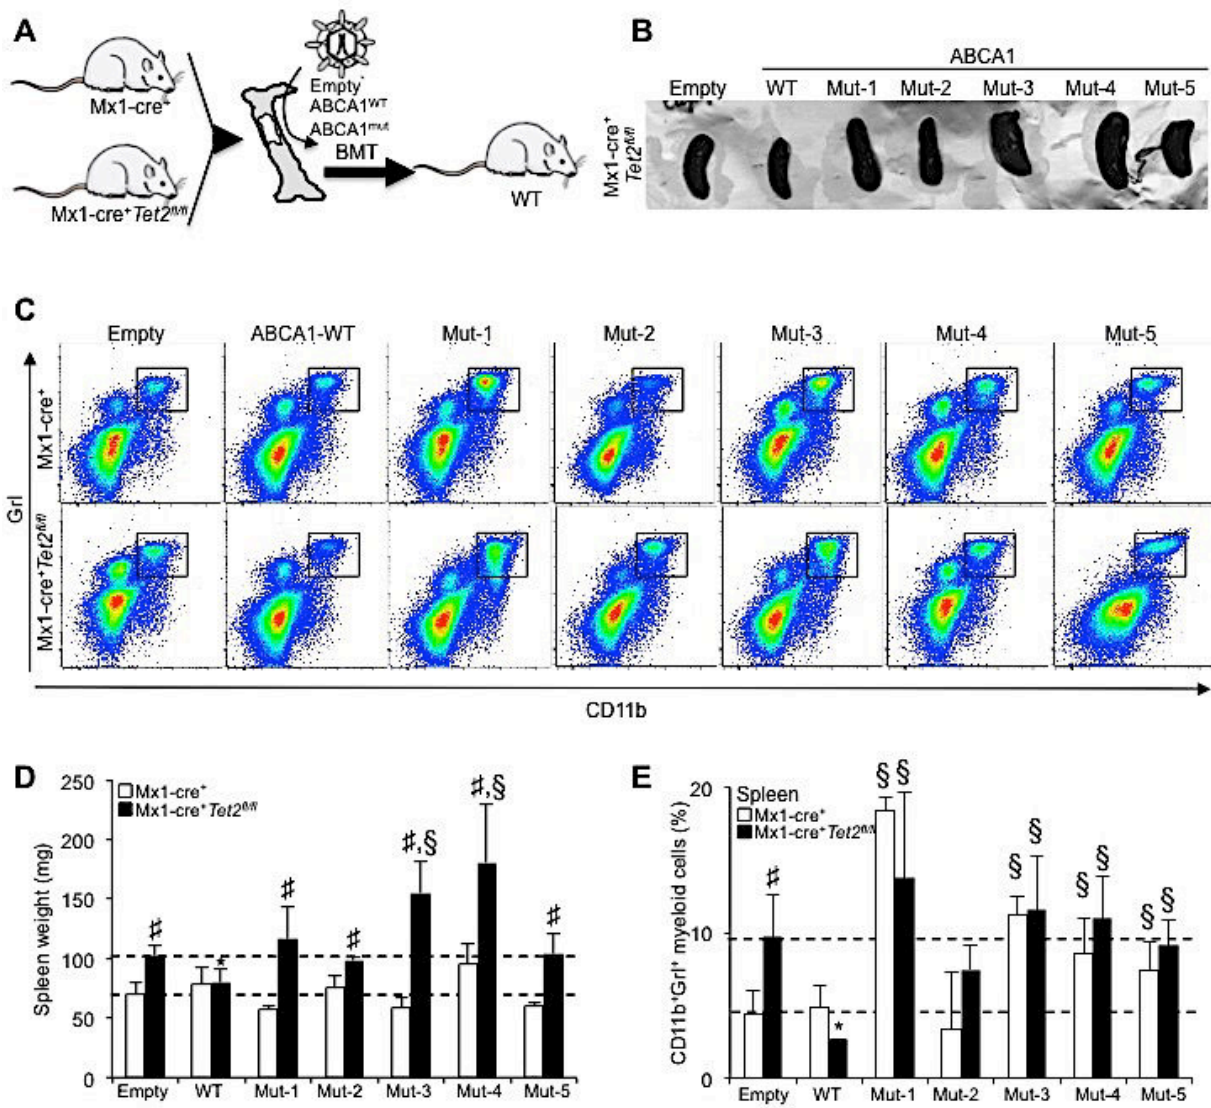 A
Mx1-cre⁺
Mx1-cre⁺Tet2ᶠˡ/ᶠˡ
Empty
ABCA1ᵂᵀ
ABCA1ᵐᵘᵗ
BMT
WT
B
ABCA1
Empty WT Mut-1 Mut-2 Mut-3 Mut-4 Mut-5
Mx1-cre⁺
Tet2ᶠˡ/ᶠˡ
C
Empty ABCA1-WT Mut-1 Mut-2 Mut-3 Mut-4 Mut-5
Mx1-cre⁺
Mx1-cre⁺Tet2ᶠˡ/ᶠˡ
Grl
CD11b
D
Mx1-cre⁺
Mx1-cre⁺Tet2ᶠˡ/ᶠˡ
Spleen weight (mg)
250
200
150
100
50
0
♯ * ♯ ♯ ♯,§ ♯,§ ♯
Empty WT Mut-1 Mut-2 Mut-3 Mut-4 Mut-5
E
Spleen
Mx1-cre⁺
Mx1-cre⁺Tet2ᶠˡ/ᶠˡ
CD11b⁺Grl⁺ myeloid cells (%)
20
10
0
♯ * § § § § § § § §
Empty WT Mut-1 Mut-2 Mut-3 Mut-4 Mut-5